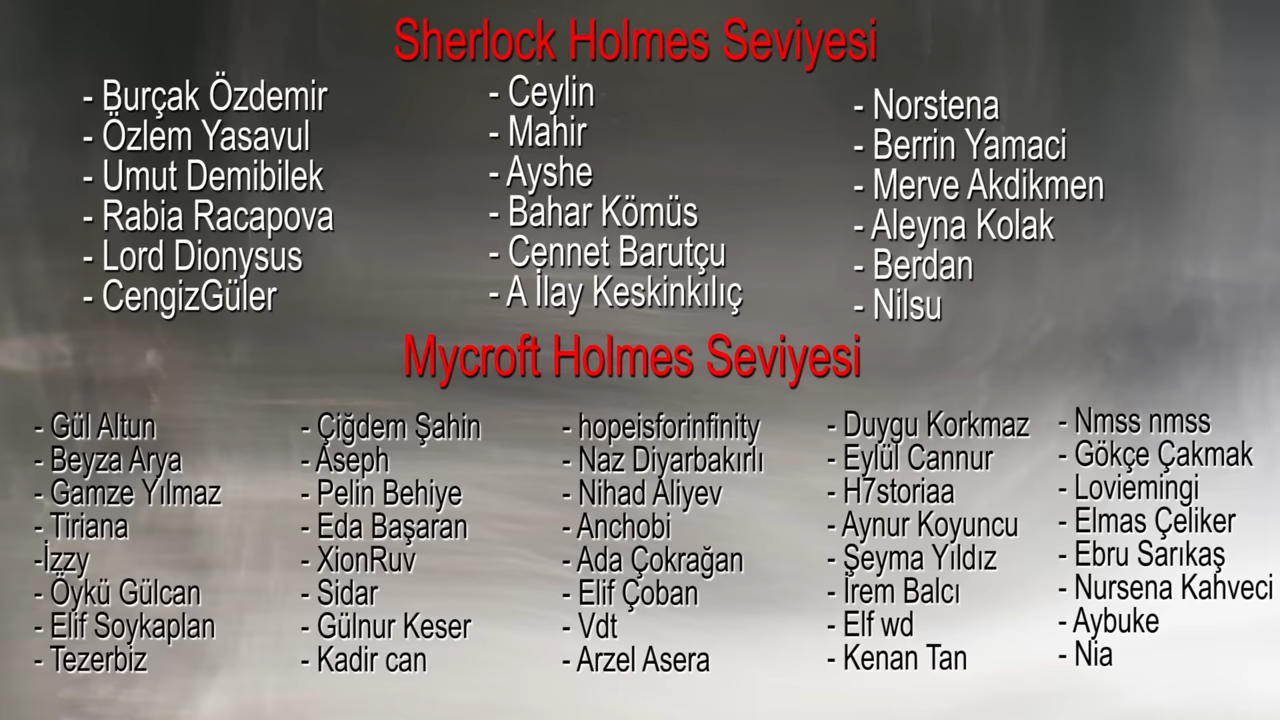 Sherlock Holmes Seviyesi
- Burçak Özdemir
- Özlem Yasavul
- Umut Demibilek
- Rabia Racapova
- Lord Dionysus
- CengizGüler
- Ceylin
- Mahir
- Ayshe
- Bahar Kömüs
- Cennet Barutçu
- A İlay Keskinkılıç
- Norstena
- Berrin Yamaci
- Merve Akdikmen
- Aleyna Kolak
- Berdan
- Nilsu
Mycroft Holmes Seviyesi
- Gül Altun
- Beyza Arya
- Gamze Yılmaz
- Tiriana
-İzzy
- Öykü Gülcan
- Elif Soykaplan
- Tezerbiz
- Çiğdem Şahin
- Aseph
- Pelin Behiye
- Eda Başaran
- XionRuv
- Sidar
- Gülnur Keser
- Kadir can
- hopeisforinfinity
- Naz Diyarbakırlı
- Nihad Aliyev
- Anchobi
- Ada Çokrağan
- Elif Çoban
- Vdt
- Arzel Asera
- Duygu Korkmaz
- Eylül Cannur
- H7storiaa
- Aynur Koyuncu
- Şeyma Yıldız
- İrem Balcı
- Elf wd
- Kenan Tan
- Nmss nmss
- Gökçe Çakmak
- Loviemingi
- Elmas Çeliker
- Ebru Sarıkaş
- Nursena Kahveci
- Aybuke
- Nia